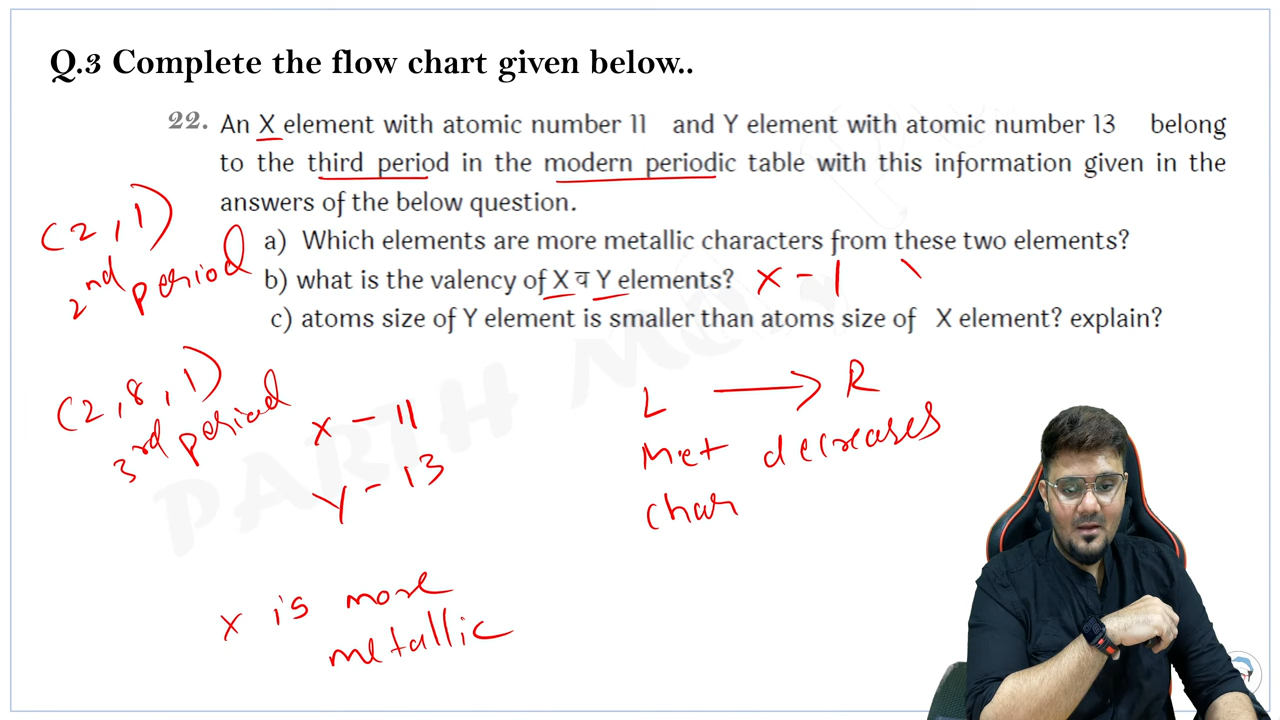 Q.3 Complete the flow chart given below..
22. An X element with atomic number 11 and Y element with atomic number 13 belong
to the third period in the modern periodic table with this information given in the
answers of the below question.
a) Which elements are more metallic characters from these two elements?
b) what is the valency of X व Y elements? X - 1
c) atoms size of Y element is smaller than atoms size of X element? explain?
(2, 1)
2nd period
(2, 8, 1)
3rd period
X - 11
Y - 13
L → R
Met decreases
char
X is more
metallic
PARTH MOM